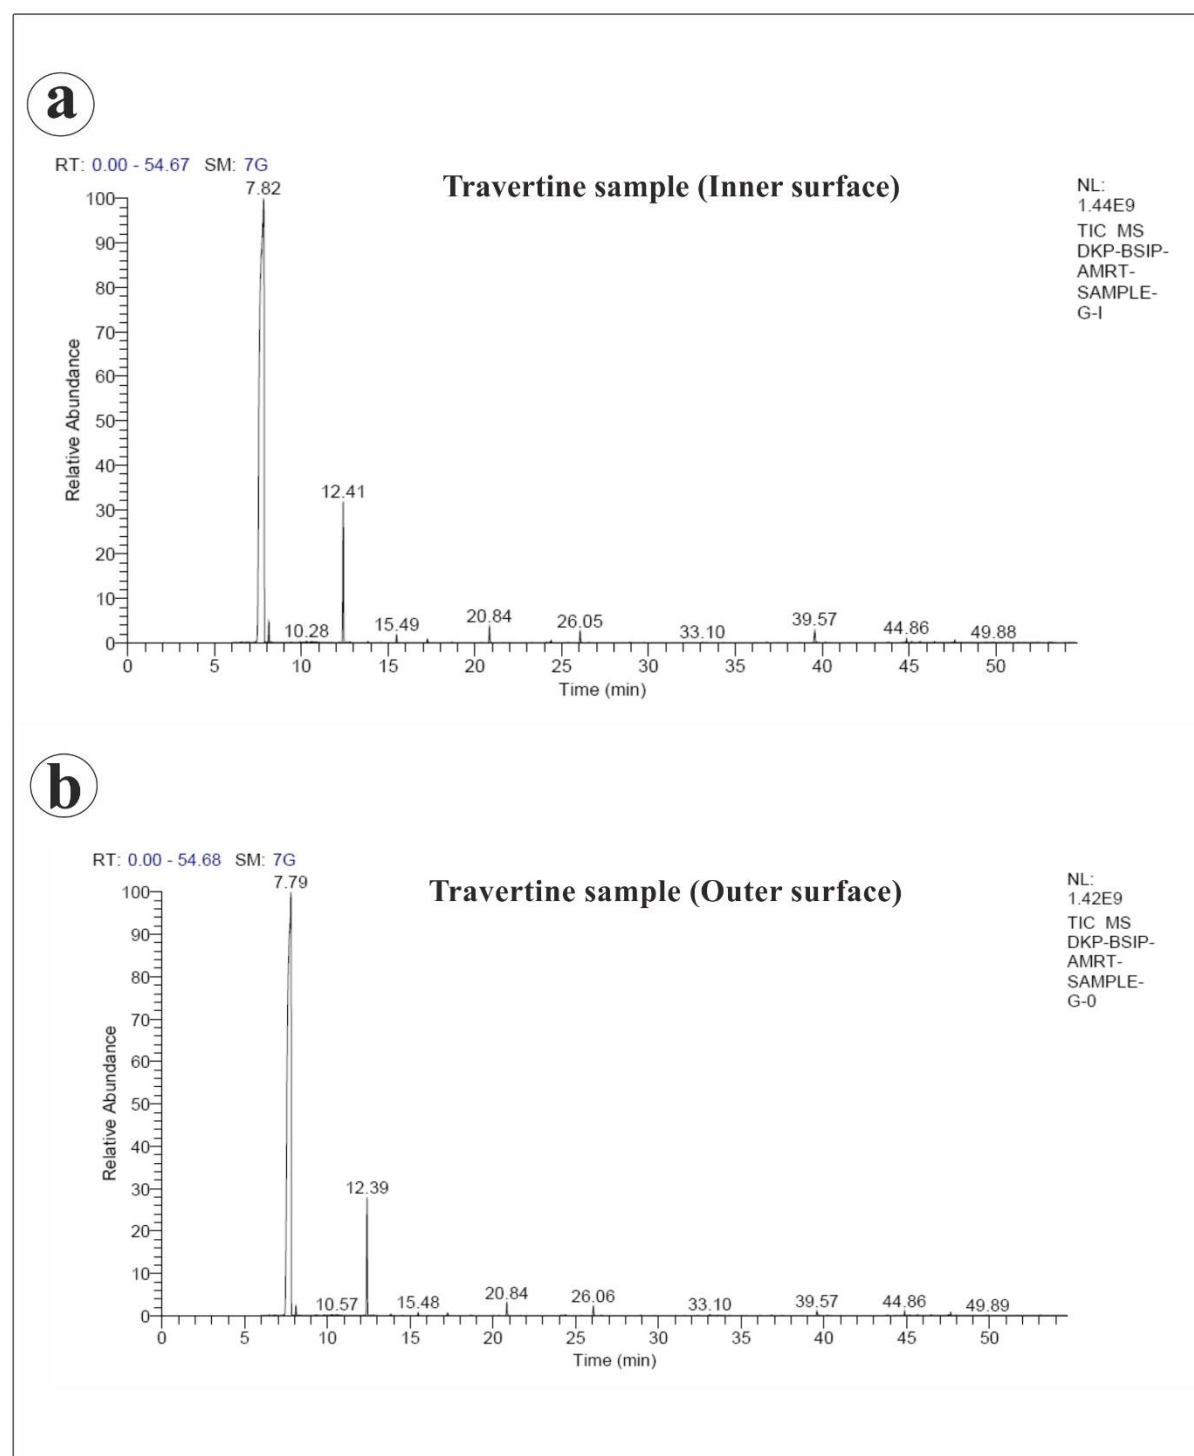 a
RT: 0.00 - 54.67 SM: 7G
Travertine sample (Inner surface)
NL:
1.44E9
TIC MS
DKP-BSIP-
AMRT-
SAMPLE-
G-I
7.82
12.41
10.28
15.49
20.84
26.05
33.10
39.57
44.86
49.88
100
90
80
70
60
50
40
30
20
10
0
Relative Abundance
0 5 10 15 20 25 30 35 40 45 50
Time (min)
b
RT: 0.00 - 54.68 SM: 7G
Travertine sample (Outer surface)
NL:
1.42E9
TIC MS
DKP-BSIP-
AMRT-
SAMPLE-
G-0
7.79
12.39
10.57
15.48
20.84
26.06
33.10
39.57
44.86
49.89
100
90
80
70
60
50
40
30
20
10
0
Relative Abundance
0 5 10 15 20 25 30 35 40 45 50
Time (min)